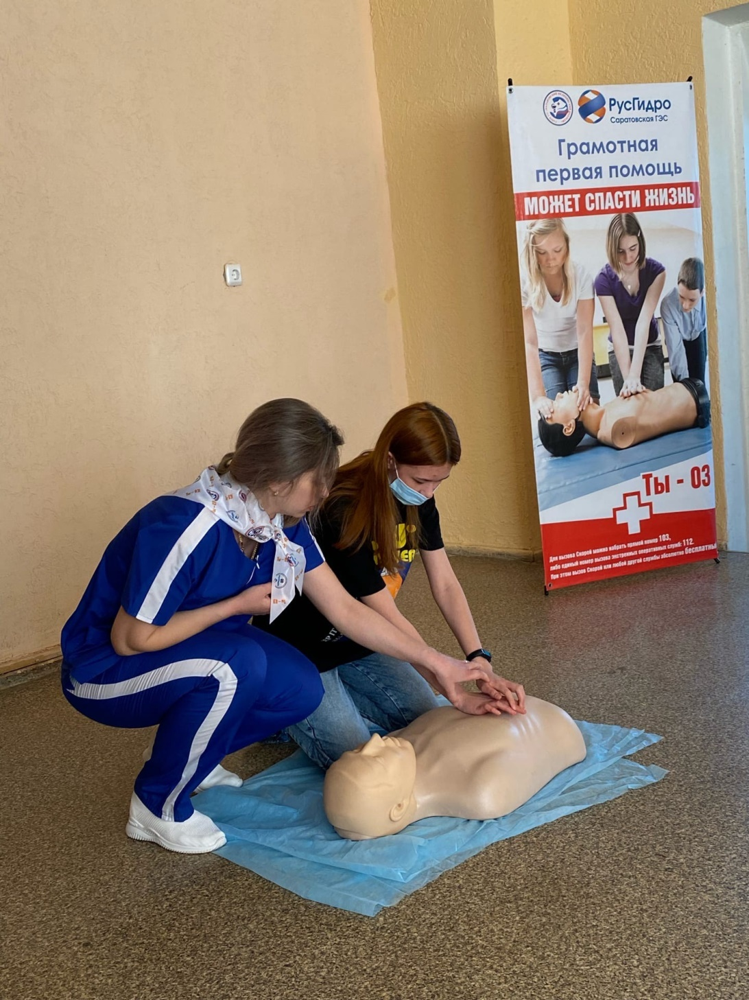 РусГидро
Саратовская ГЭС
Грамотная
первая помощь
МОЖЕТ СПАСТИ ЖИЗНЬ
Ты - 03
Для вызова Скорой можно набрать прямой номер 103,
либо единый номер вызова экстренных оперативных служб: 112.
При этом вызов Скорой или любой другой службы абсолютно бесплатный